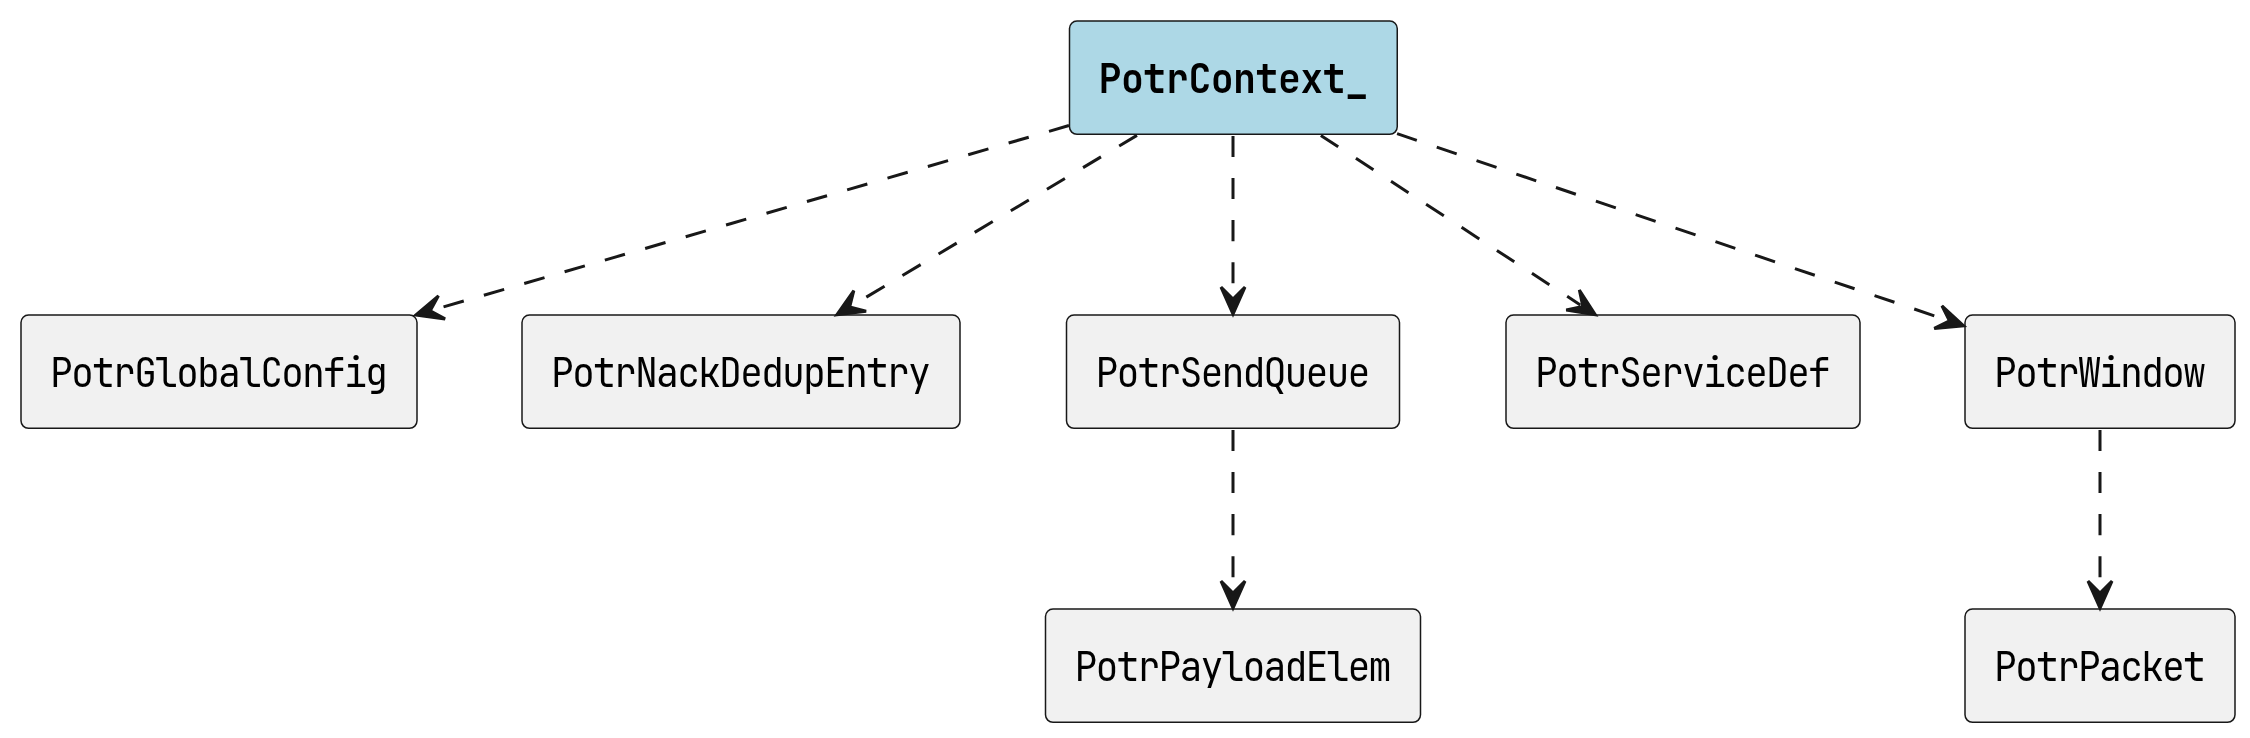 PotrContext_
PotrGlobalConfig
PotrNackDedupEntry
PotrSendQueue
PotrServiceDef
PotrWindow
PotrPayloadElem
PotrPacket